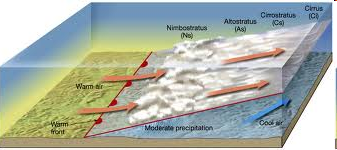 Cirrus
(Ci)
Cirrostratus
(Cs)
Altostratus
(As)
Nimbostratus
(Ns)
Warm air
Warm
front
Moderate precipitation
Cool air